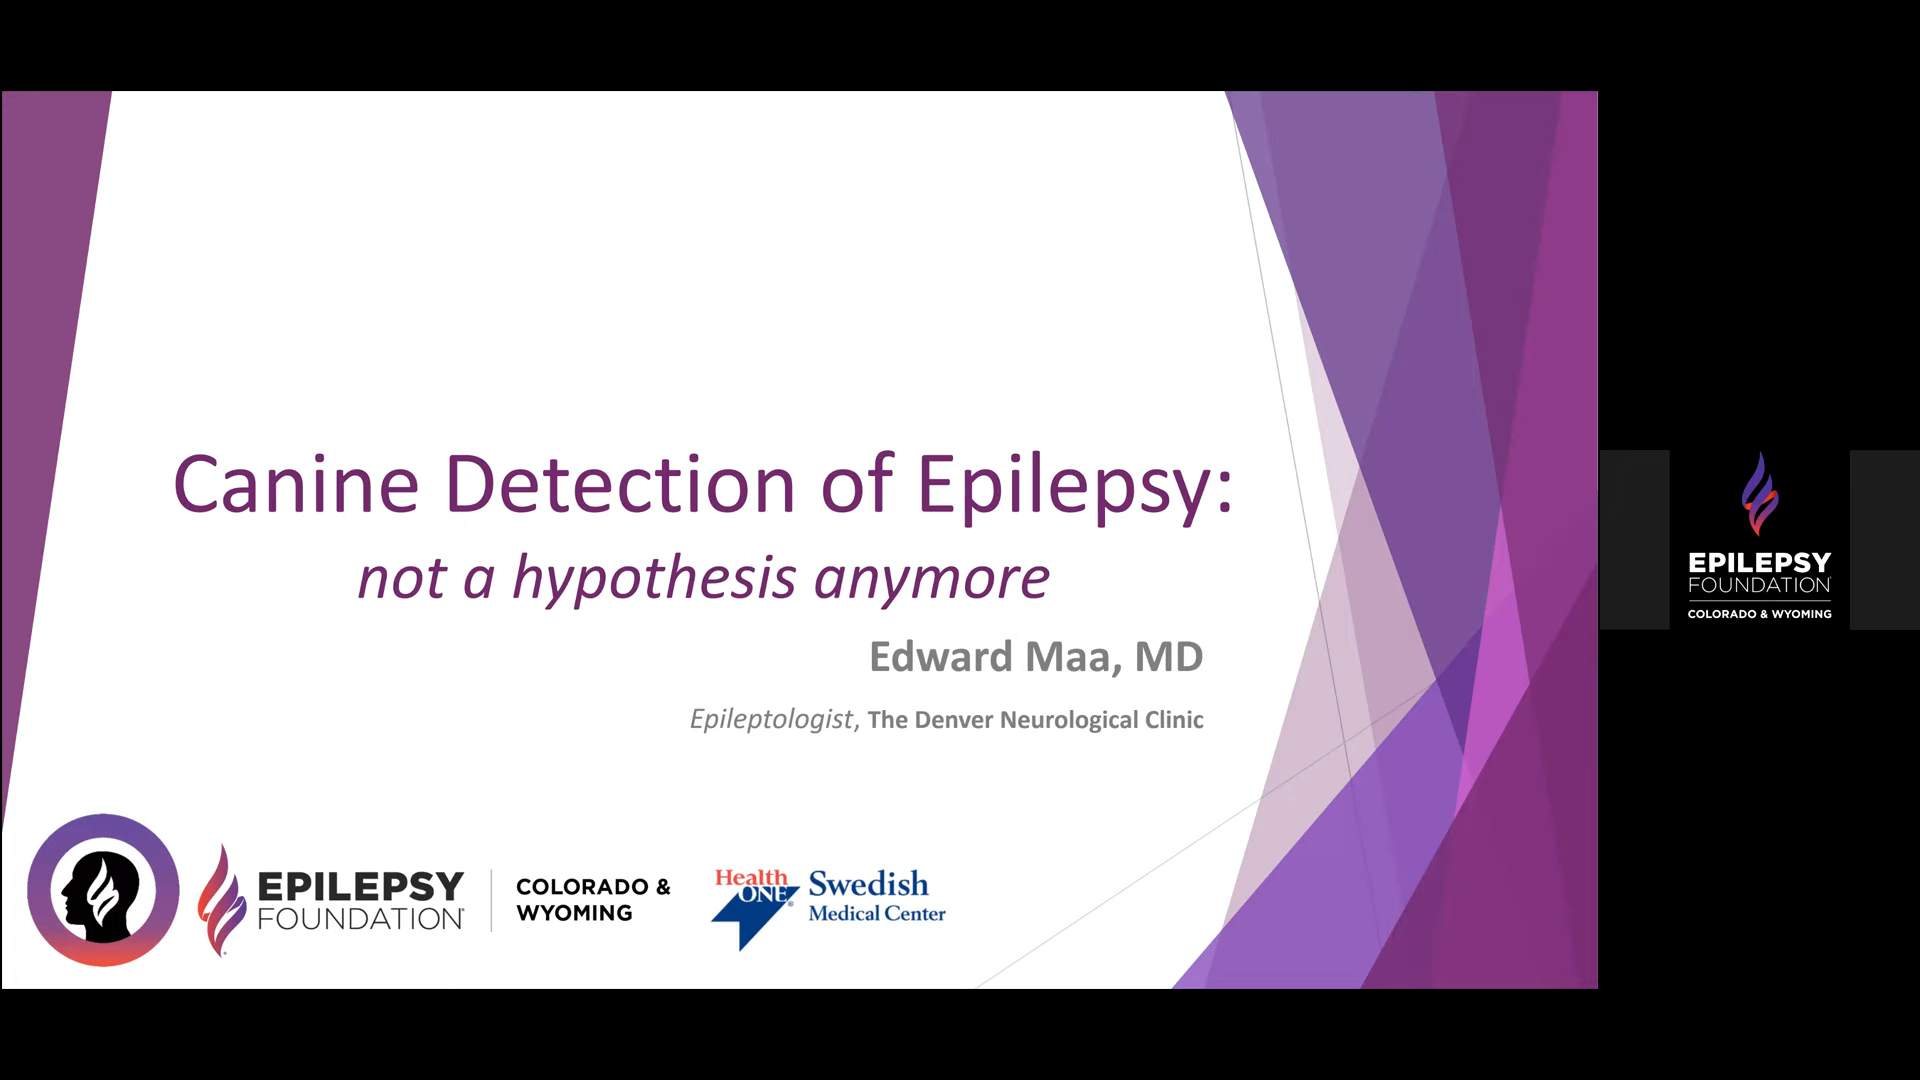 Canine Detection of Epilepsy:
not a hypothesis anymore
Edward Maa, MD
Epileptologist, The Denver Neurological Clinic
EPILEPSY
FOUNDATION
COLORADO &
WYOMING
Health
ONE®
Swedish
Medical Center
EPILEPSY
FOUNDATION
COLORADO & WYOMING